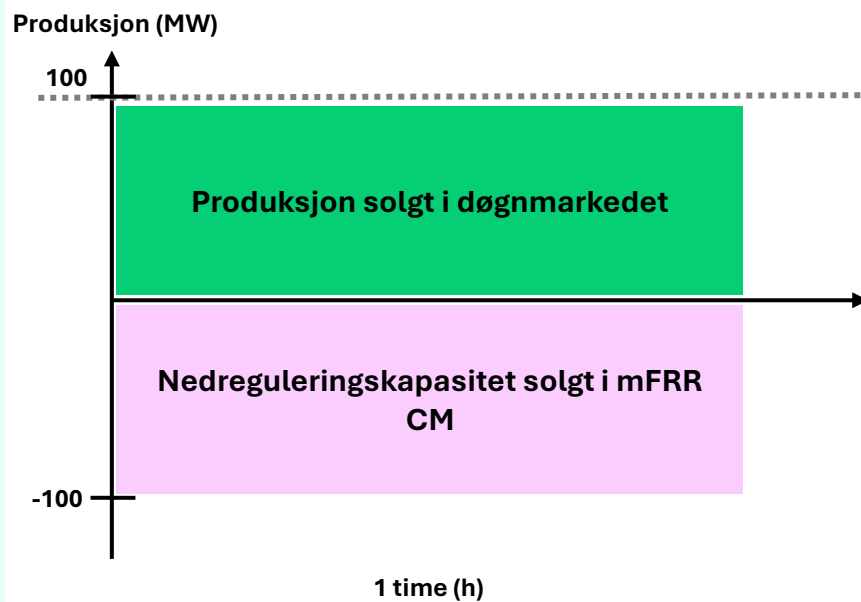 Produksjon (MW)
100
Produksjon solgt i døgnmarkedet
Nedreguleringskapasitet solgt i mFRR
CM
-100
1 time (h)